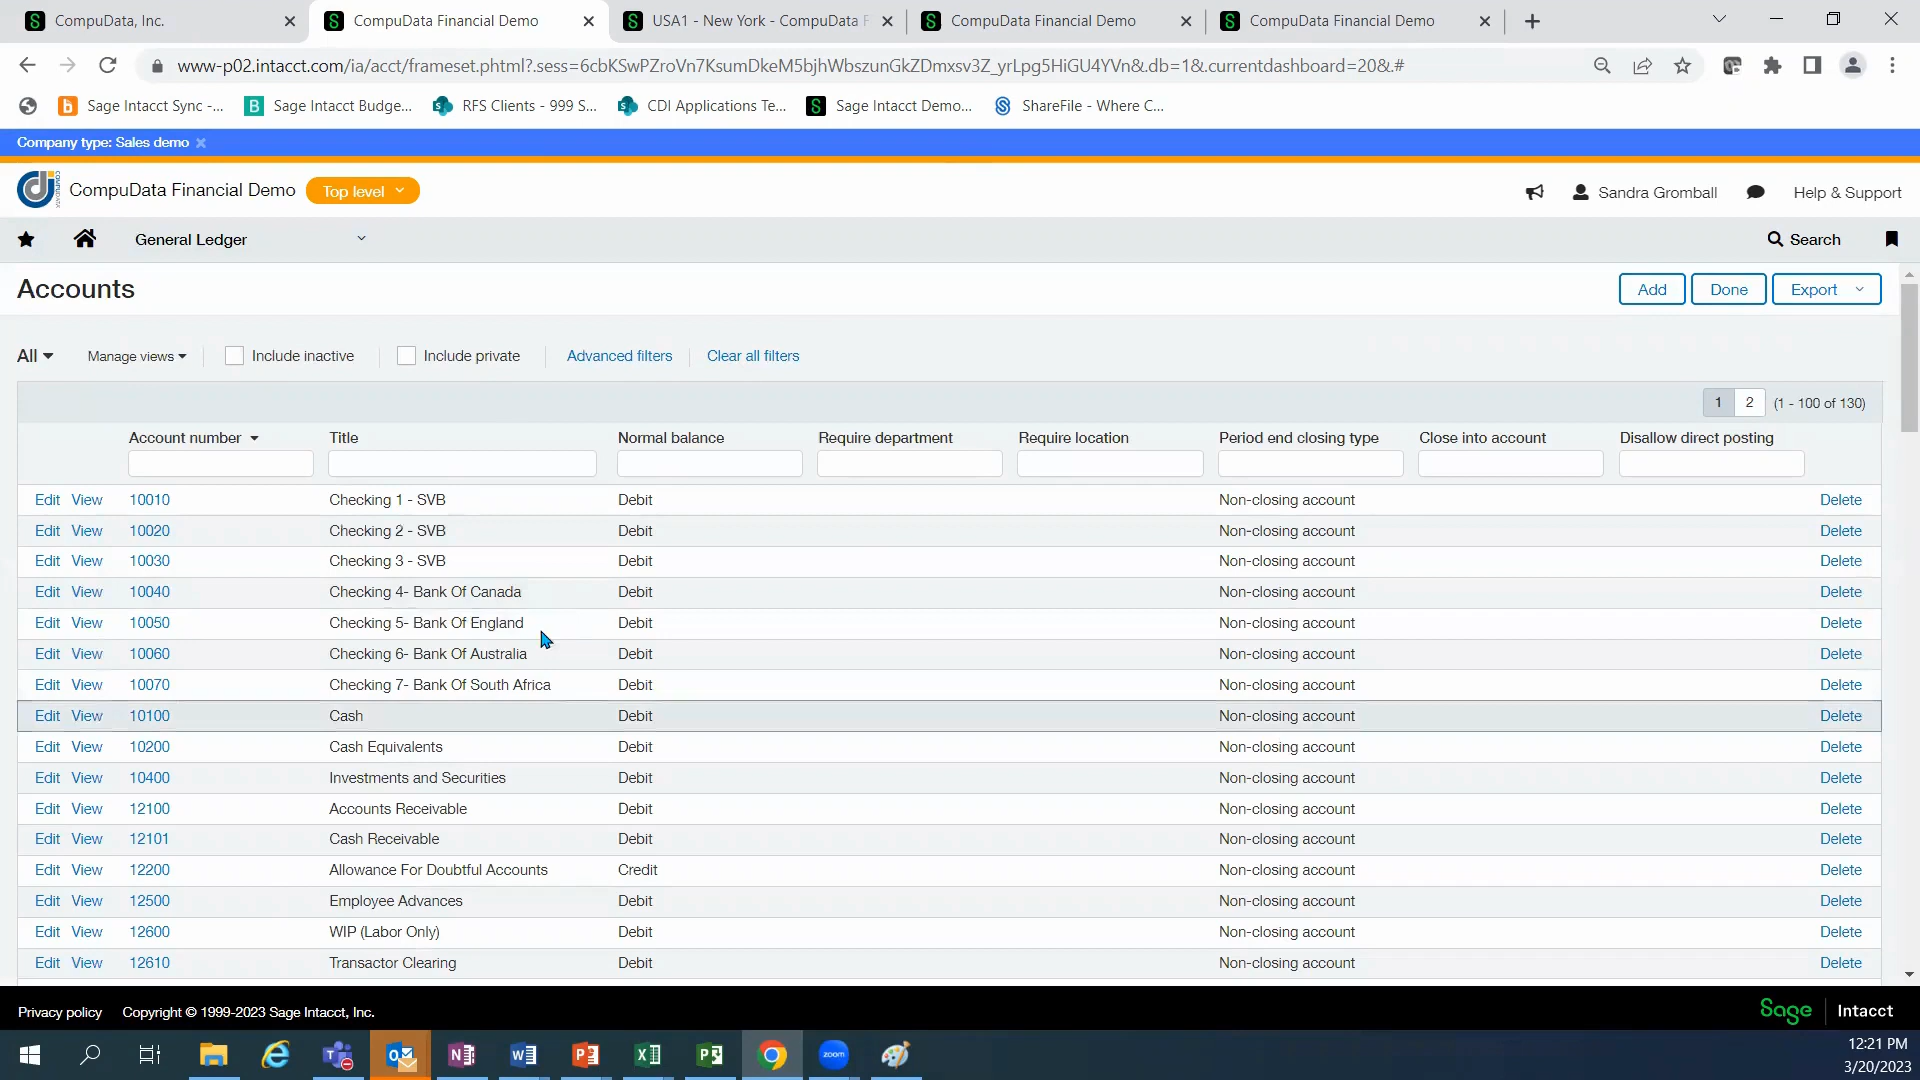 CompuData, Inc.
CompuData Financial Demo
USA1 - New York - CompuData F
CompuData Financial Demo
CompuData Financial Demo
www-p02.intacct.com/ia/acct/frameset.phtml?.sess=6cbKSwPZroVn7KsumDkeM5bjhWbszunGkZDmxsv3Z_yrLpg5HiGU4YVn&.db=1&.currentdashboard=20&.#
Sage Intacct Sync -...
Sage Intacct Budge...
RFS Clients - 999 S...
CDI Applications Te...
Sage Intacct Demo...
ShareFile - Where C...
Company type: Sales demo
CompuData Financial Demo Top level
Sandra Gromball Help & Support
General Ledger Search
Accounts Add Done Export
All Manage views Include inactive Include private Advanced filters Clear all filters
1 2 (1 - 100 of 130)
Account number Title Normal balance Require department Require location Period end closing type Close into account Disallow direct posting
Edit View 10010 Checking 1 - SVB Debit Non-closing account Delete
Edit View 10020 Checking 2 - SVB Debit Non-closing account Delete
Edit View 10030 Checking 3 - SVB Debit Non-closing account Delete
Edit View 10040 Checking 4- Bank Of Canada Debit Non-closing account Delete
Edit View 10050 Checking 5- Bank Of England Debit Non-closing account Delete
Edit View 10060 Checking 6- Bank Of Australia Debit Non-closing account Delete
Edit View 10070 Checking 7- Bank Of South Africa Debit Non-closing account Delete
Edit View 10100 Cash Debit Non-closing account Delete
Edit View 10200 Cash Equivalents Debit Non-closing account Delete
Edit View 10400 Investments and Securities Debit Non-closing account Delete
Edit View 12100 Accounts Receivable Debit Non-closing account Delete
Edit View 12101 Cash Receivable Debit Non-closing account Delete
Edit View 12200 Allowance For Doubtful Accounts Credit Non-closing account Delete
Edit View 12500 Employee Advances Debit Non-closing account Delete
Edit View 12600 WIP (Labor Only) Debit Non-closing account Delete
Edit View 12610 Transactor Clearing Debit Non-closing account Delete
Privacy policy Copyright © 1999-2023 Sage Intacct, Inc. Sage Intacct
12:21 PM
3/20/2023